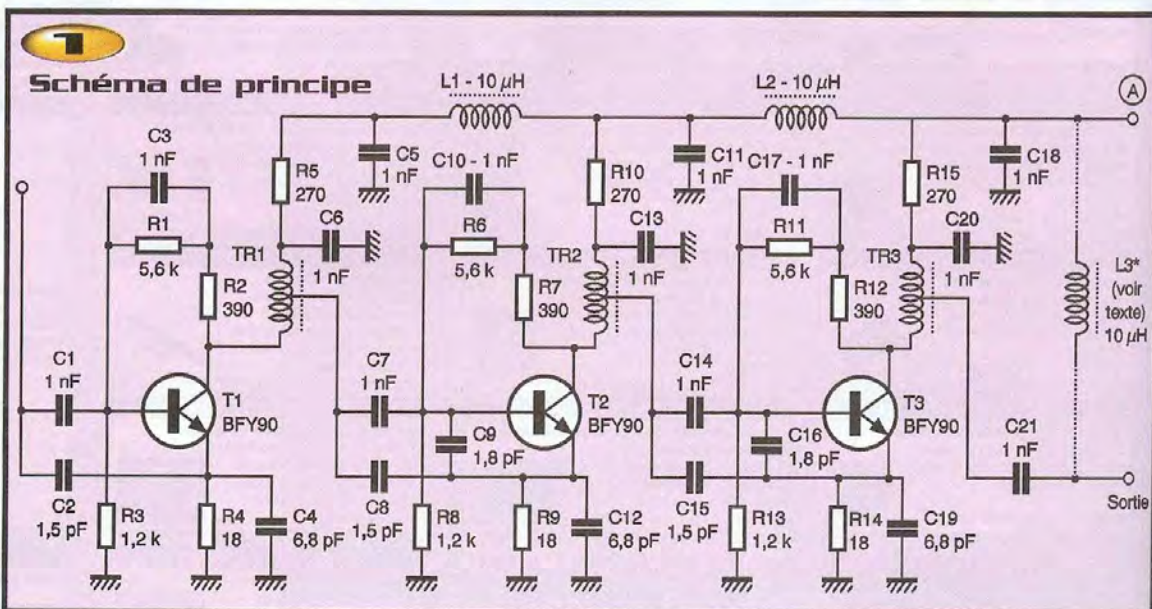 1
Schéma de principe
L1 - 10 µH
L2 - 10 µH
A
C3
1 nF
C5
1 nF
C10 - 1 nF
C11
1 nF
C17 - 1 nF
C18
1 nF
R5
270
R10
270
R15
270
R1
5,6 k
C6
1 nF
R6
5,6 k
C13
1 nF
R11
5,6 k
C20
1 nF
TR1
TR2
TR3
R2
390
R7
390
R12
390
L3*
(voir
texte)
10 µH
C1
1 nF
T1
BFY90
C7
1 nF
T2
BFY90
C14
1 nF
T3
BFY90
C9
1,8 pF
C16
1,8 pF
C21
1 nF
C2
1,5 pF
R3
1,2 k
R4
18
C4
6,8 pF
C8
1,5 pF
R8
1,2 k
R9
18
C12
6,8 pF
C15
1,5 pF
R13
1,2 k
R14
18
C19
6,8 pF
Sortie